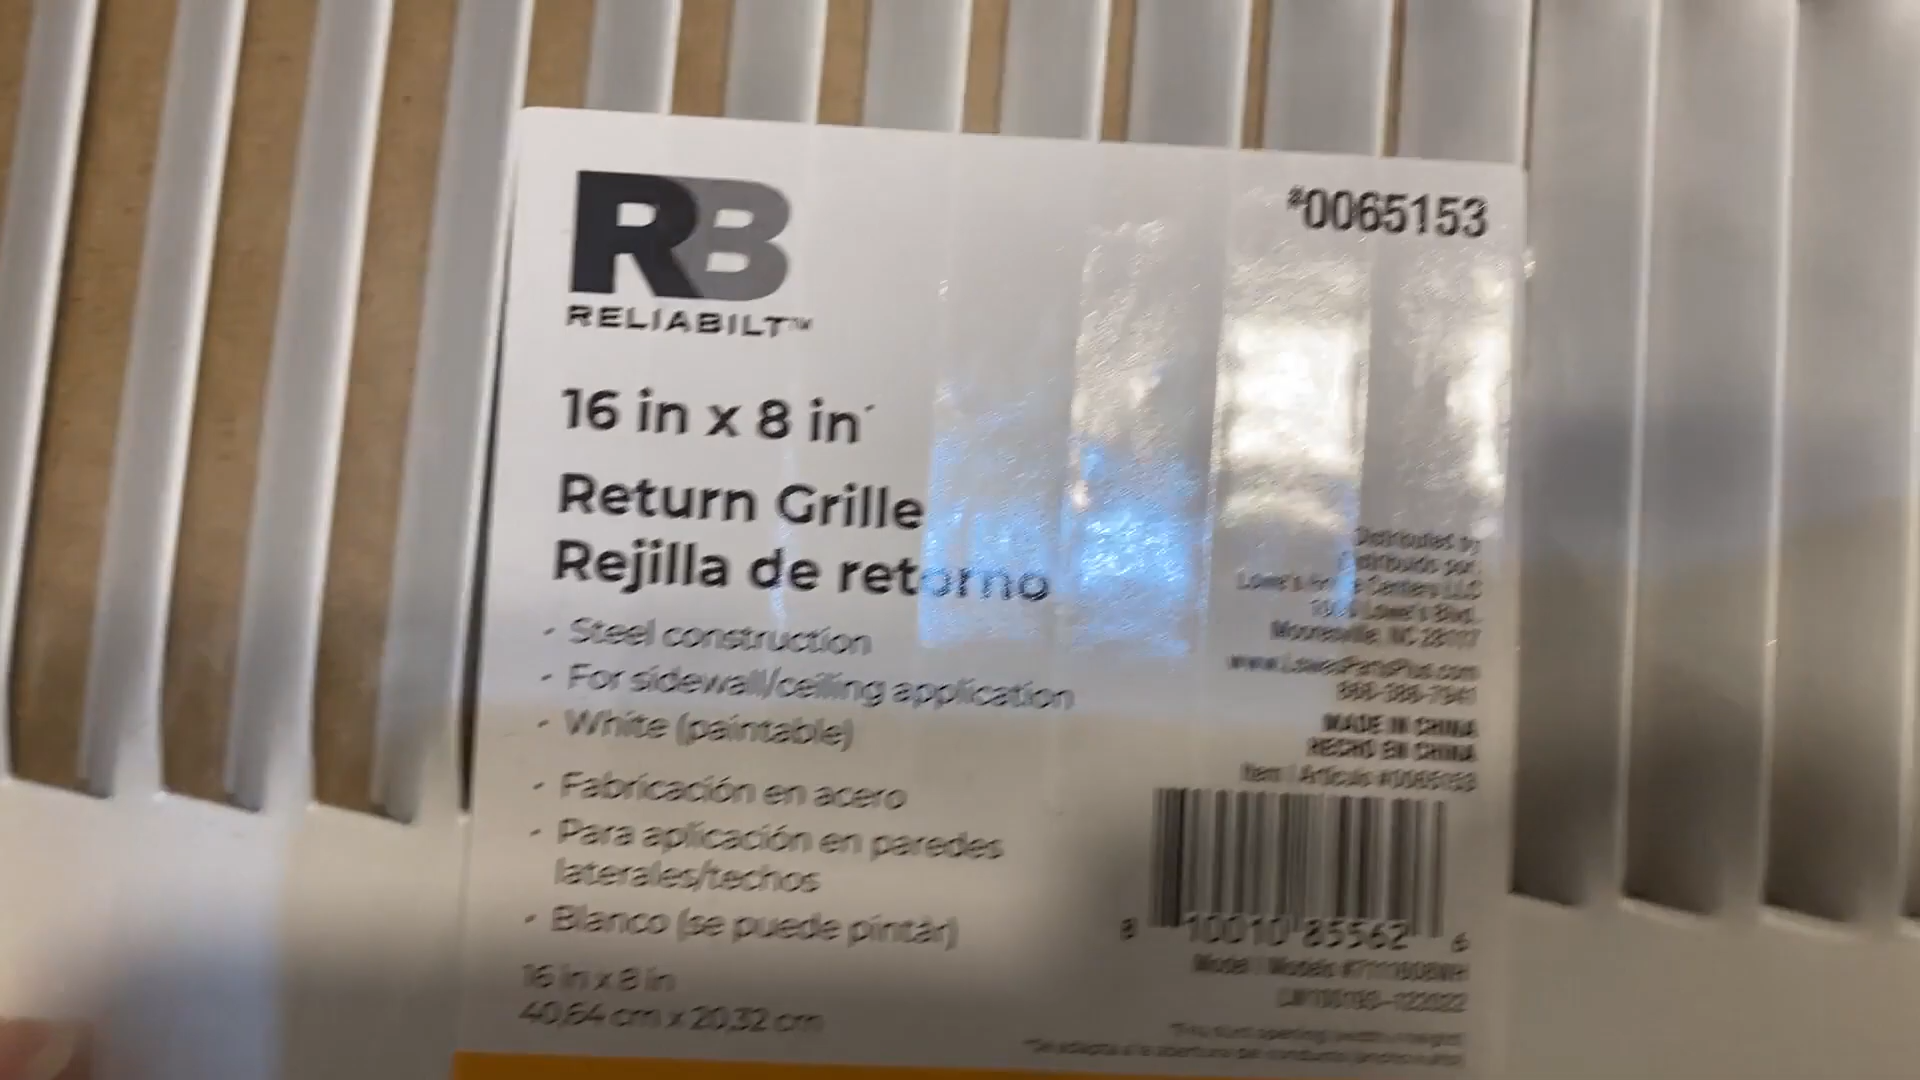 RB
RELIABILT™
#0065153
16 in x 8 in*
Return Grille
Rejilla de retorno
- Steel construction
- For sidewall/ceiling application
- White (paintable)
- Fabricación en acero
- Para aplicación en paredes
laterales/techos
- Blanco (se puede pintar)
16 in x 8 in
40,64 cm x 20,32 cm
Distributed by
Distribuido por:
Lowe's Centers LLC
Lowe's Blvd.
Mooresville, NC 28117
www.LowesPartsPlus.com
866-388-7941
MADE IN CHINA
HECHO EN CHINA
Item | Artículo #0065153
8 10010 85562 6
Model | Modelo